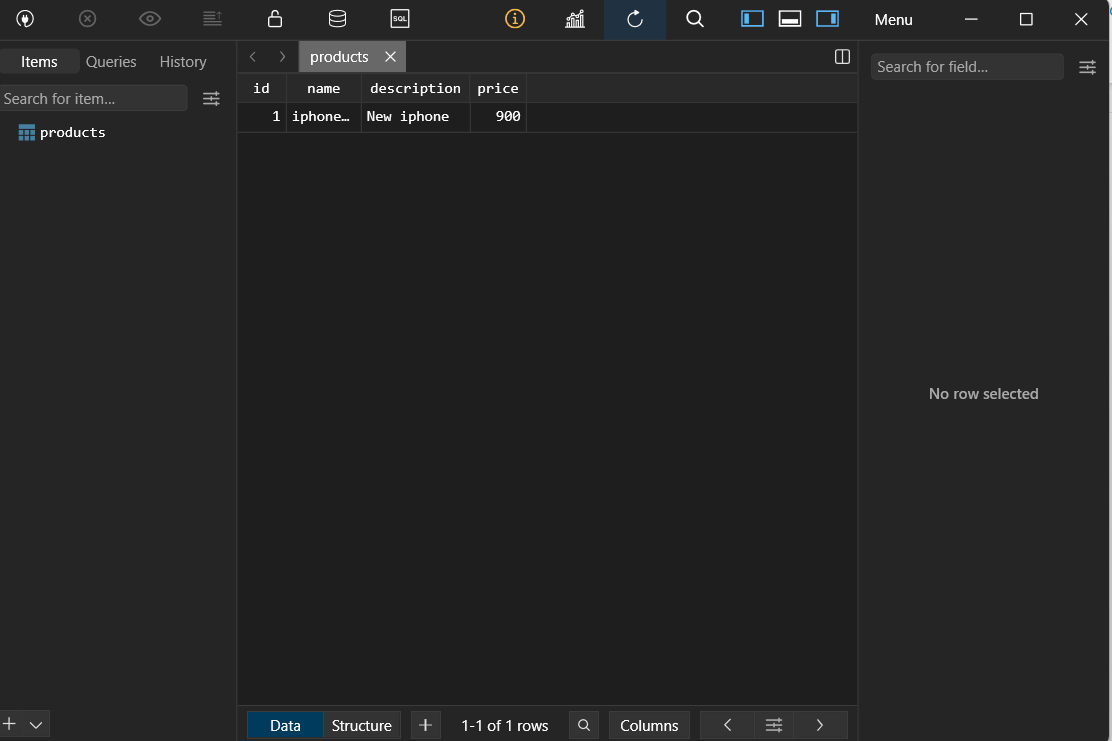 SQL
Menu
Items Queries History
products
Search for field...
id name description price
Search for item...
1 iphone… New iphone 900
products
No row selected
Data Structure 1-1 of 1 rows Columns